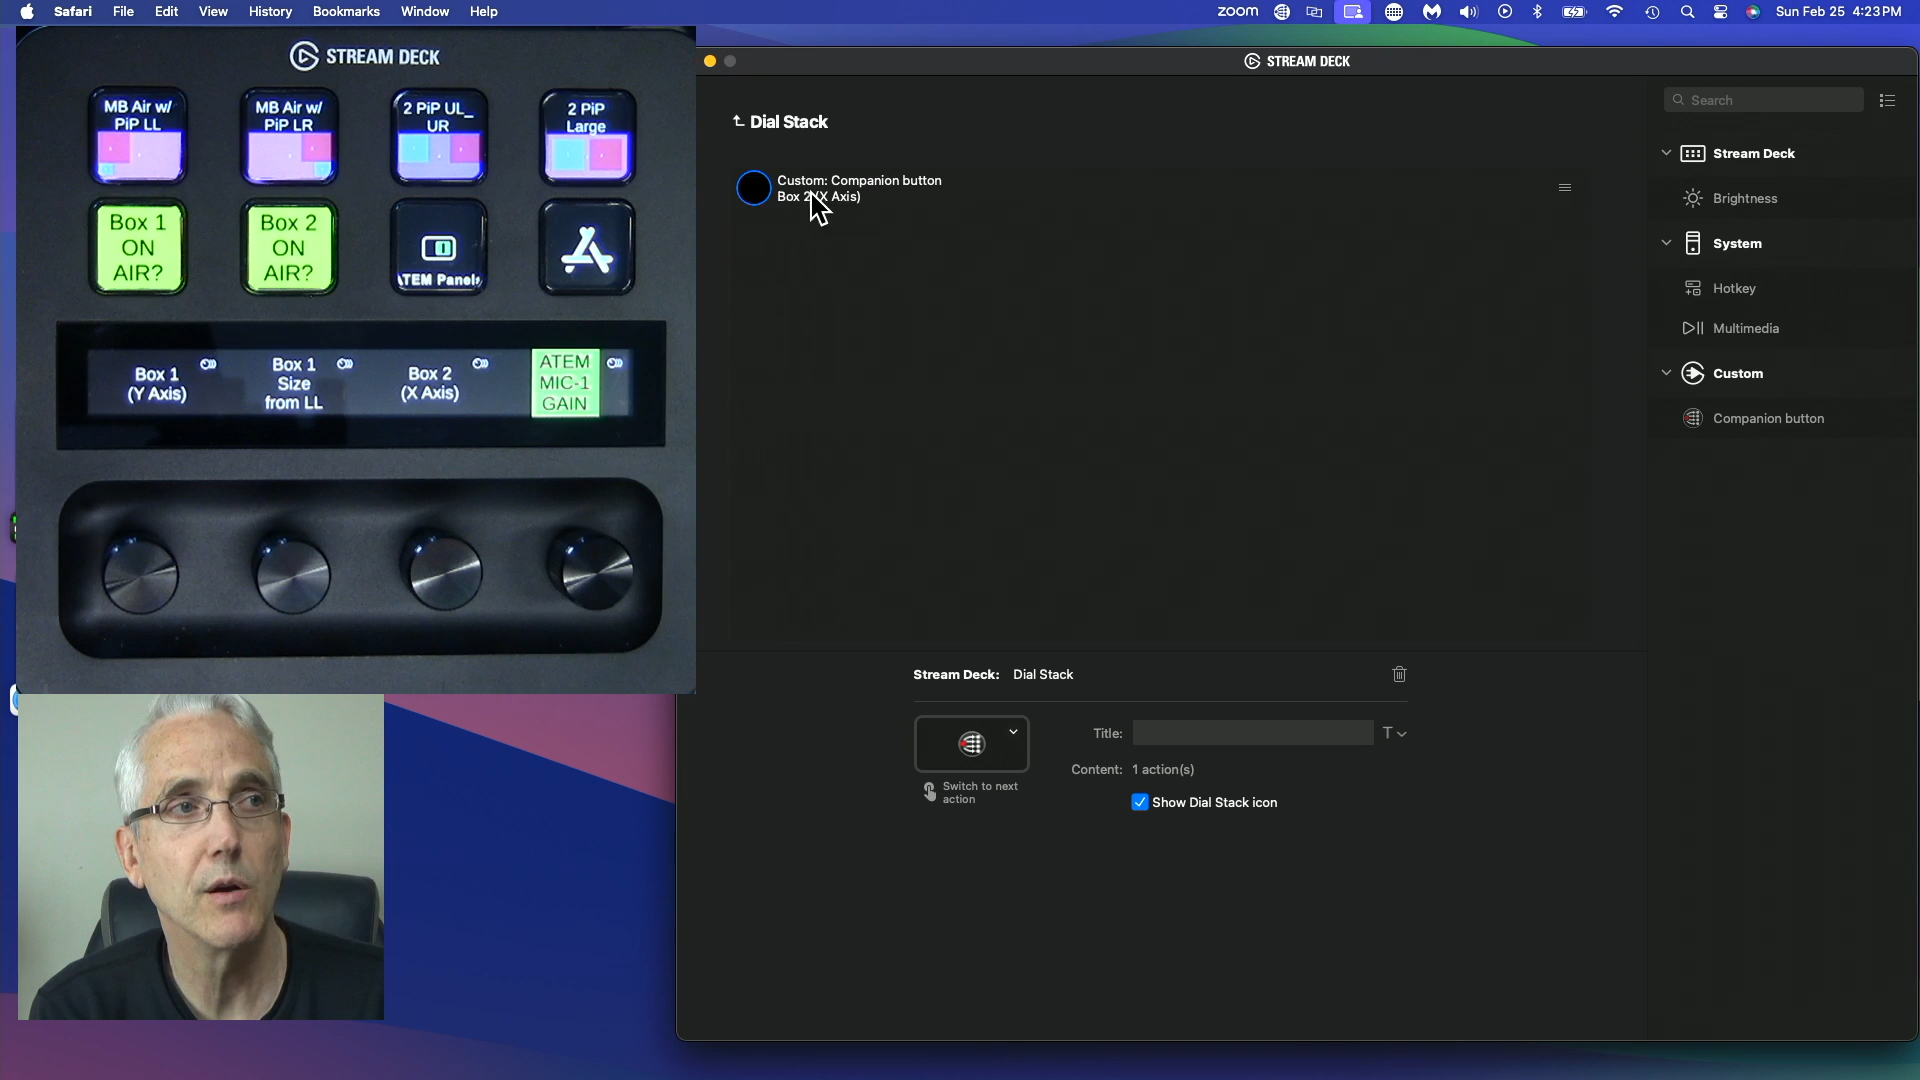 Safari File Edit View History Bookmarks Window Help
zoom Sun Feb 25 4:23 PM
STREAM DECK
MB Air w/
PiP LL
MB Air w/
PiP LR
2 PiP UL_
UR
2 PiP
Large
Box 1
ON
AIR?
Box 2
ON
AIR?
ATEM Panels
Box 1
(Y Axis)
Box 1
Size
from LL
Box 2
(X Axis)
ATEM
MIC-1
GAIN
STREAM DECK
Dial Stack
Custom: Companion button
Box 2 (X Axis)
Stream Deck: Dial Stack
Switch to next
action
Title:
T
Content: 1 action(s)
Show Dial Stack icon
Search
Stream Deck
Brightness
System
Hotkey
Multimedia
Custom
Companion button